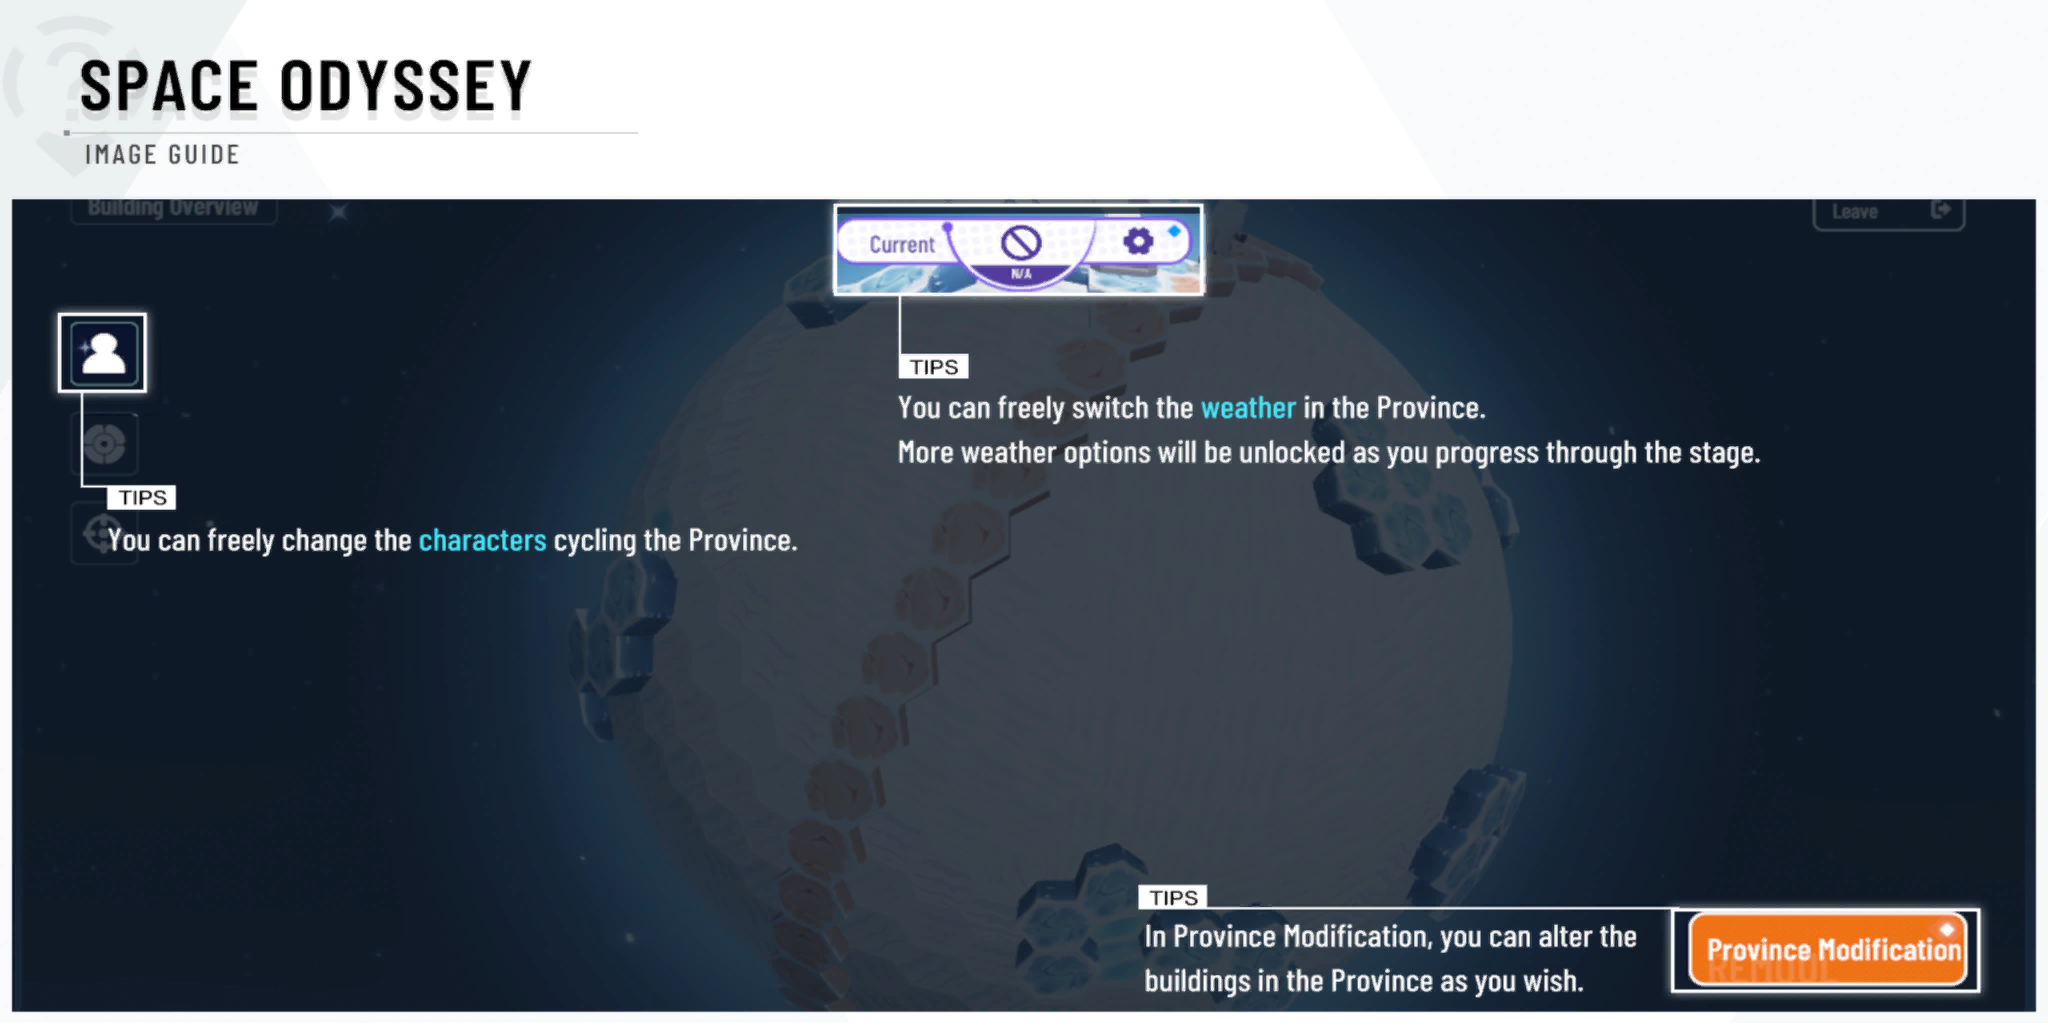 SPACE ODYSSEY
IMAGE GUIDE
Building Overview
Leave
Current
N/A
TIPS
You can freely switch the weather in the Province.
More weather options will be unlocked as you progress through the stage.
TIPS
You can freely change the characters cycling the Province.
TIPS
In Province Modification, you can alter the
buildings in the Province as you wish.
Province Modification